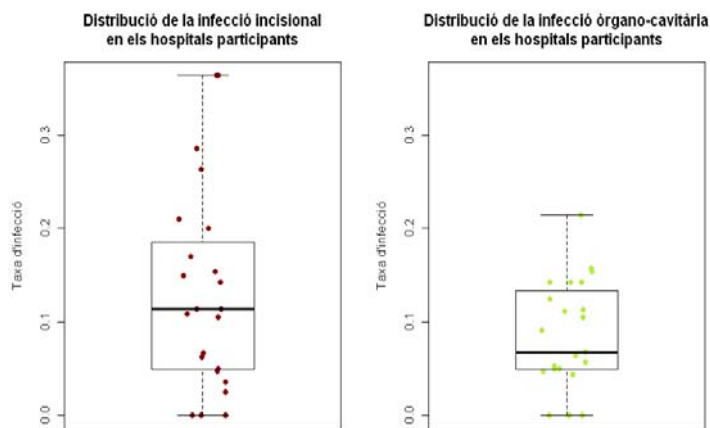 Distribució de la infecció incisional
en els hospitals participants
Taxa d'infecció
0.3
0.2
0.1
0.0
Distribució de la infecció òrgano-cavitària
en els hospitals participants
Taxa d'infecció
0.3
0.2
0.1
0.0